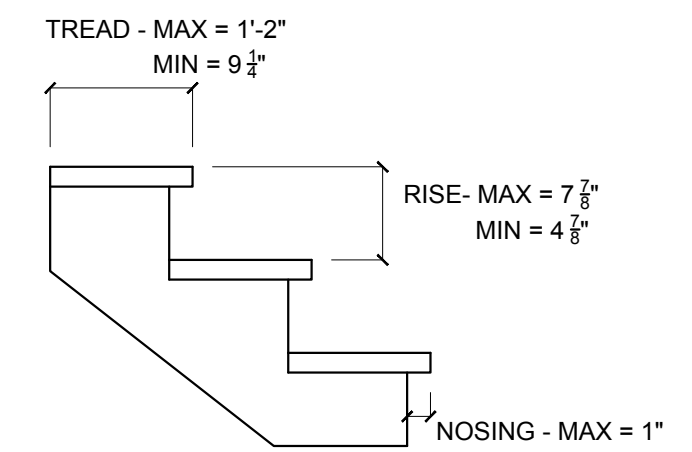 TREAD - MAX = 1'-2"
MIN = 9 1/4"
RISE- MAX = 7 7/8"
MIN = 4 7/8"
NOSING - MAX = 1"